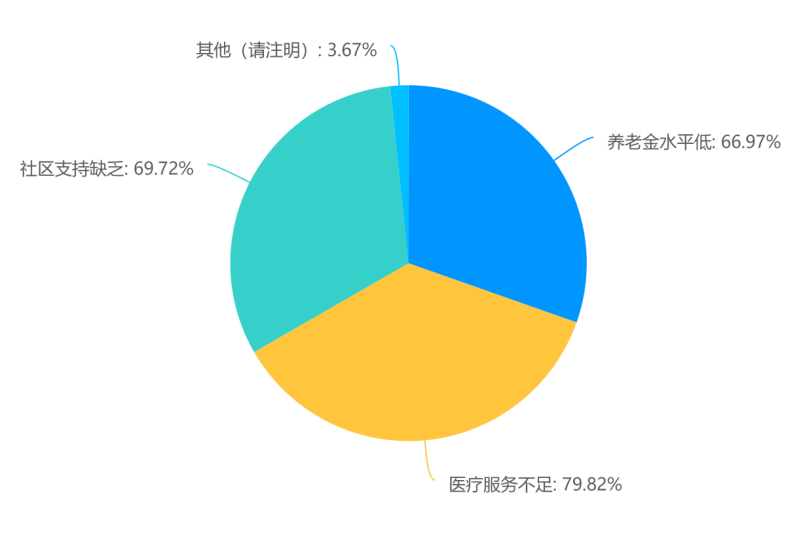 其他（请注明）: 3.67%
养老金水平低: 66.97%
社区支持缺乏: 69.72%
医疗服务不足: 79.82%